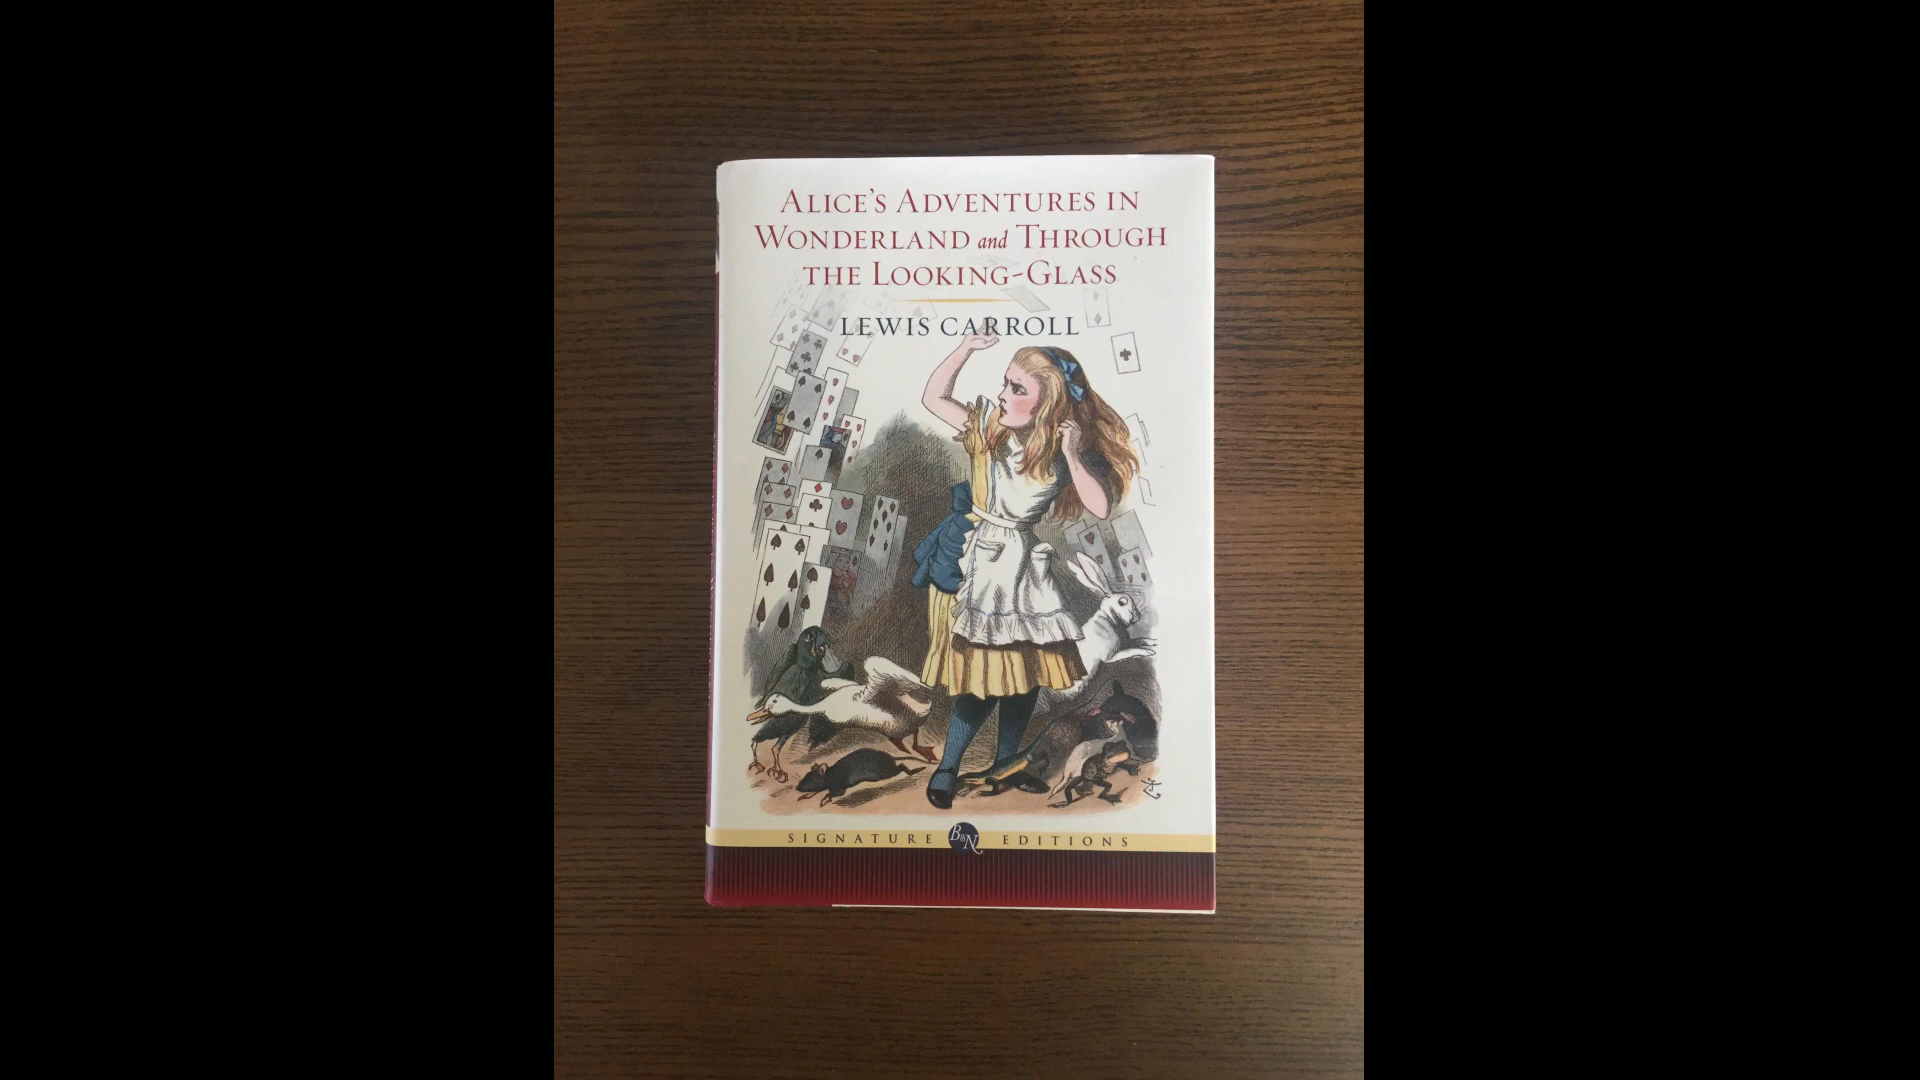 ALICE'S ADVENTURES IN
WONDERLAND and THROUGH
THE LOOKING-GLASS
LEWIS CARROLL
SIGNATURE B&N EDITIONS